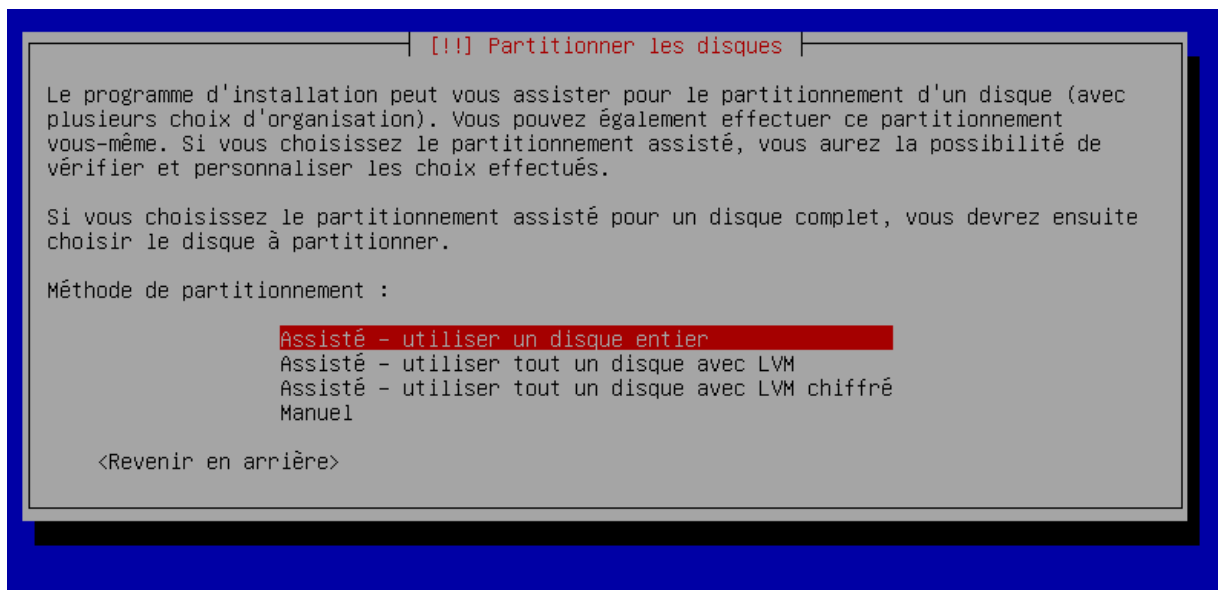 [!!] Partitionner les disques
Le programme d'installation peut vous assister pour le partitionnement d'un disque (avec
plusieurs choix d'organisation). Vous pouvez également effectuer ce partitionnement
vous-même. Si vous choisissez le partitionnement assisté, vous aurez la possibilité de
vérifier et personnaliser les choix effectués.
Si vous choisissez le partitionnement assisté pour un disque complet, vous devrez ensuite
choisir le disque à partitionner.
Méthode de partitionnement :
Assisté - utiliser un disque entier
Assisté - utiliser tout un disque avec LVM
Assisté - utiliser tout un disque avec LVM chiffré
Manuel
<Revenir en arrière>